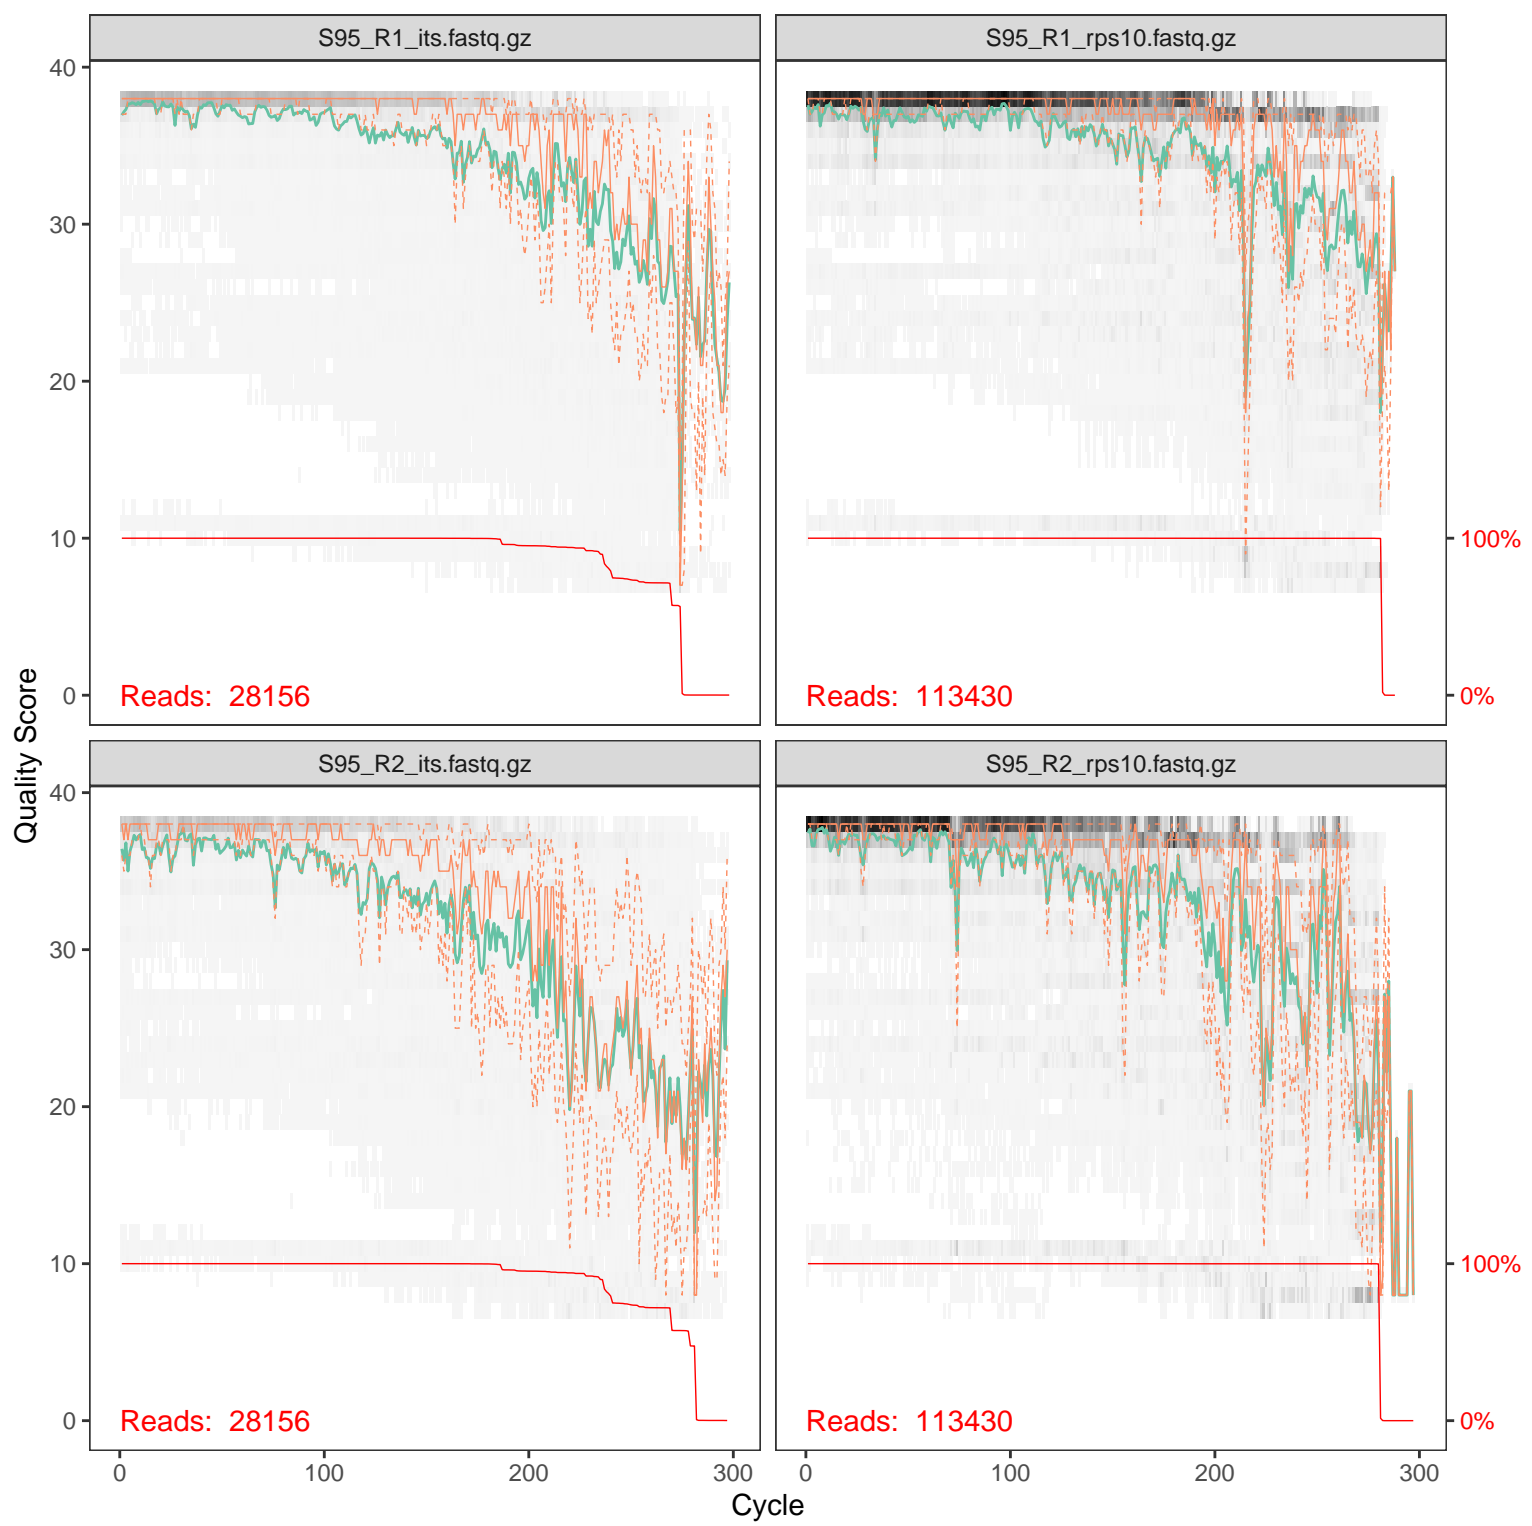 S95_R1_its.fastq.gz
S95_R1_rps10.fastq.gz
40
30
20
10
0
Reads: 28156
Reads: 113430
100%
0%
Quality Score
S95_R2_its.fastq.gz
S95_R2_rps10.fastq.gz
40
30
20
10
0
Reads: 28156
Reads: 113430
100%
0%
0 100 200 300
0 100 200 300
Cycle